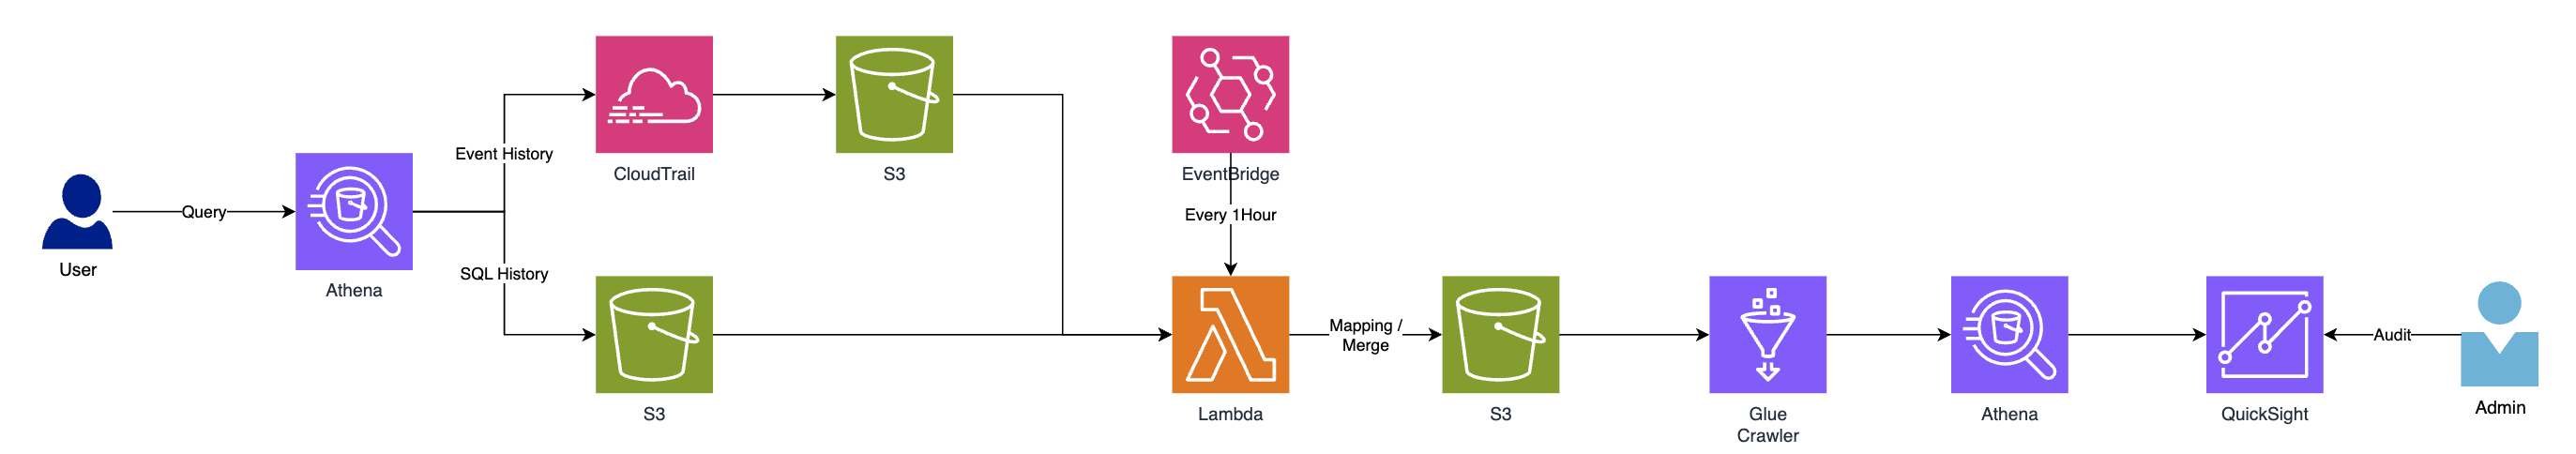 User
Query
Athena
Event History
SQL History
CloudTrail
S3
S3
EventBridge
Every 1Hour
Lambda
Mapping /
Merge
S3
Glue
Crawler
Athena
QuickSight
Audit
Admin